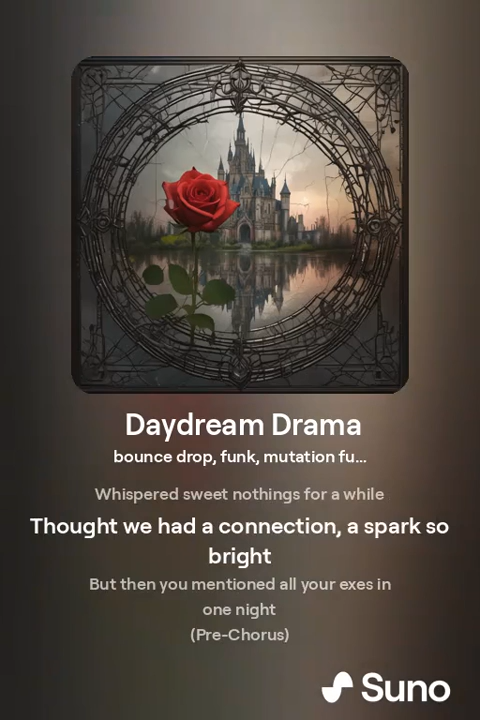 Daydream Drama
bounce drop, funk, mutation fu...
Whispered sweet nothings for a while
Thought we had a connection, a spark so
bright
But then you mentioned all your exes in
one night
(Pre-Chorus)
Suno